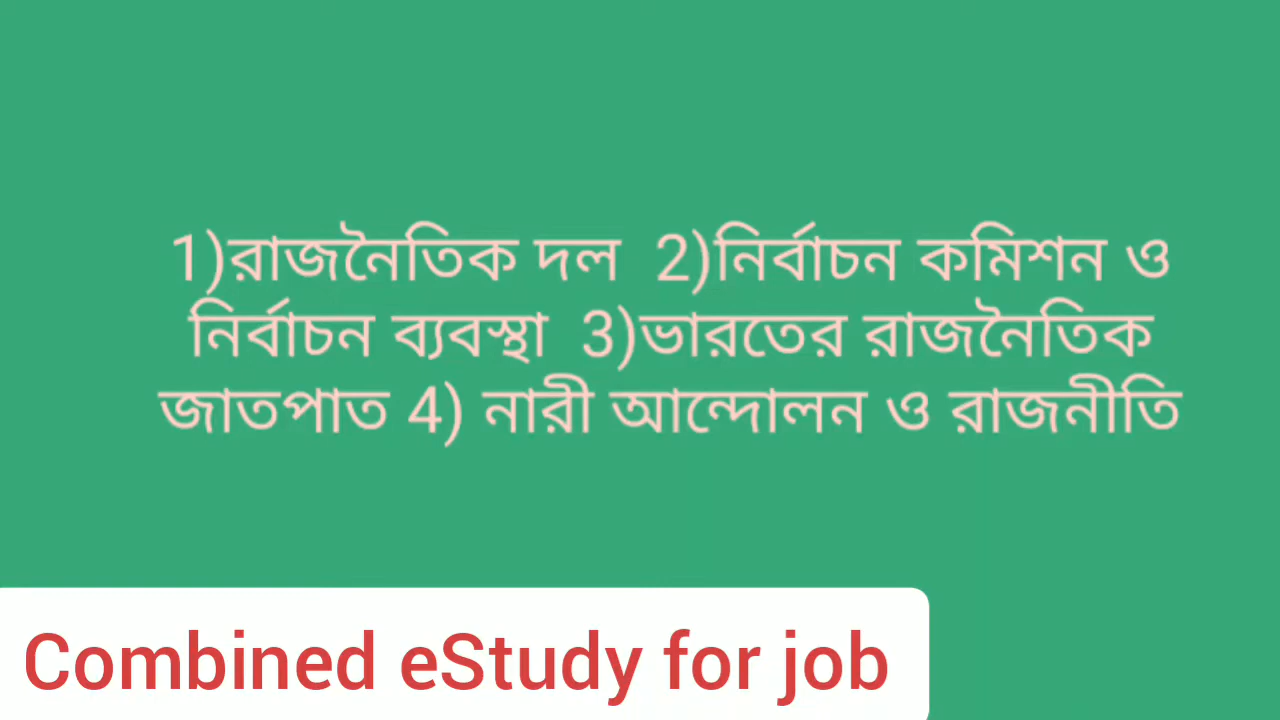 1)রাজনৈতিক দল 2)নির্বাচন কমিশন ও
নির্বাচন ব্যবস্থা 3)ভারতের রাজনৈতিক
জাতপাত 4) নারী আন্দোলন ও রাজনীতি
Combined eStudy for job